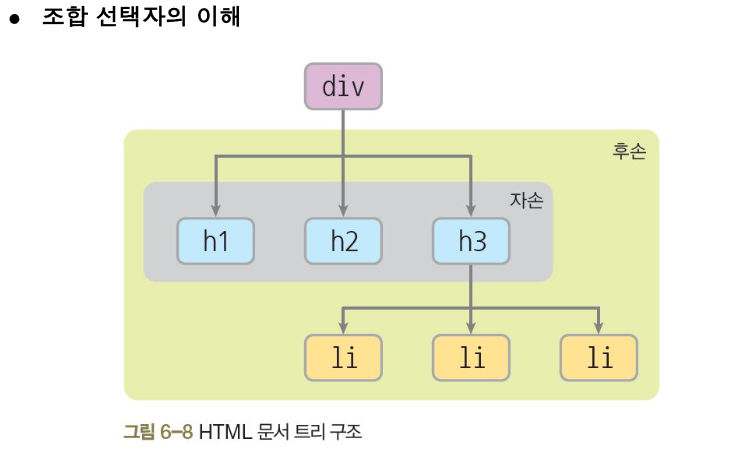 ● 조합 선택자의 이해
div
후손
자손
h1 h2 h3
li li li
그림 6-8 HTML 문서 트리 구조